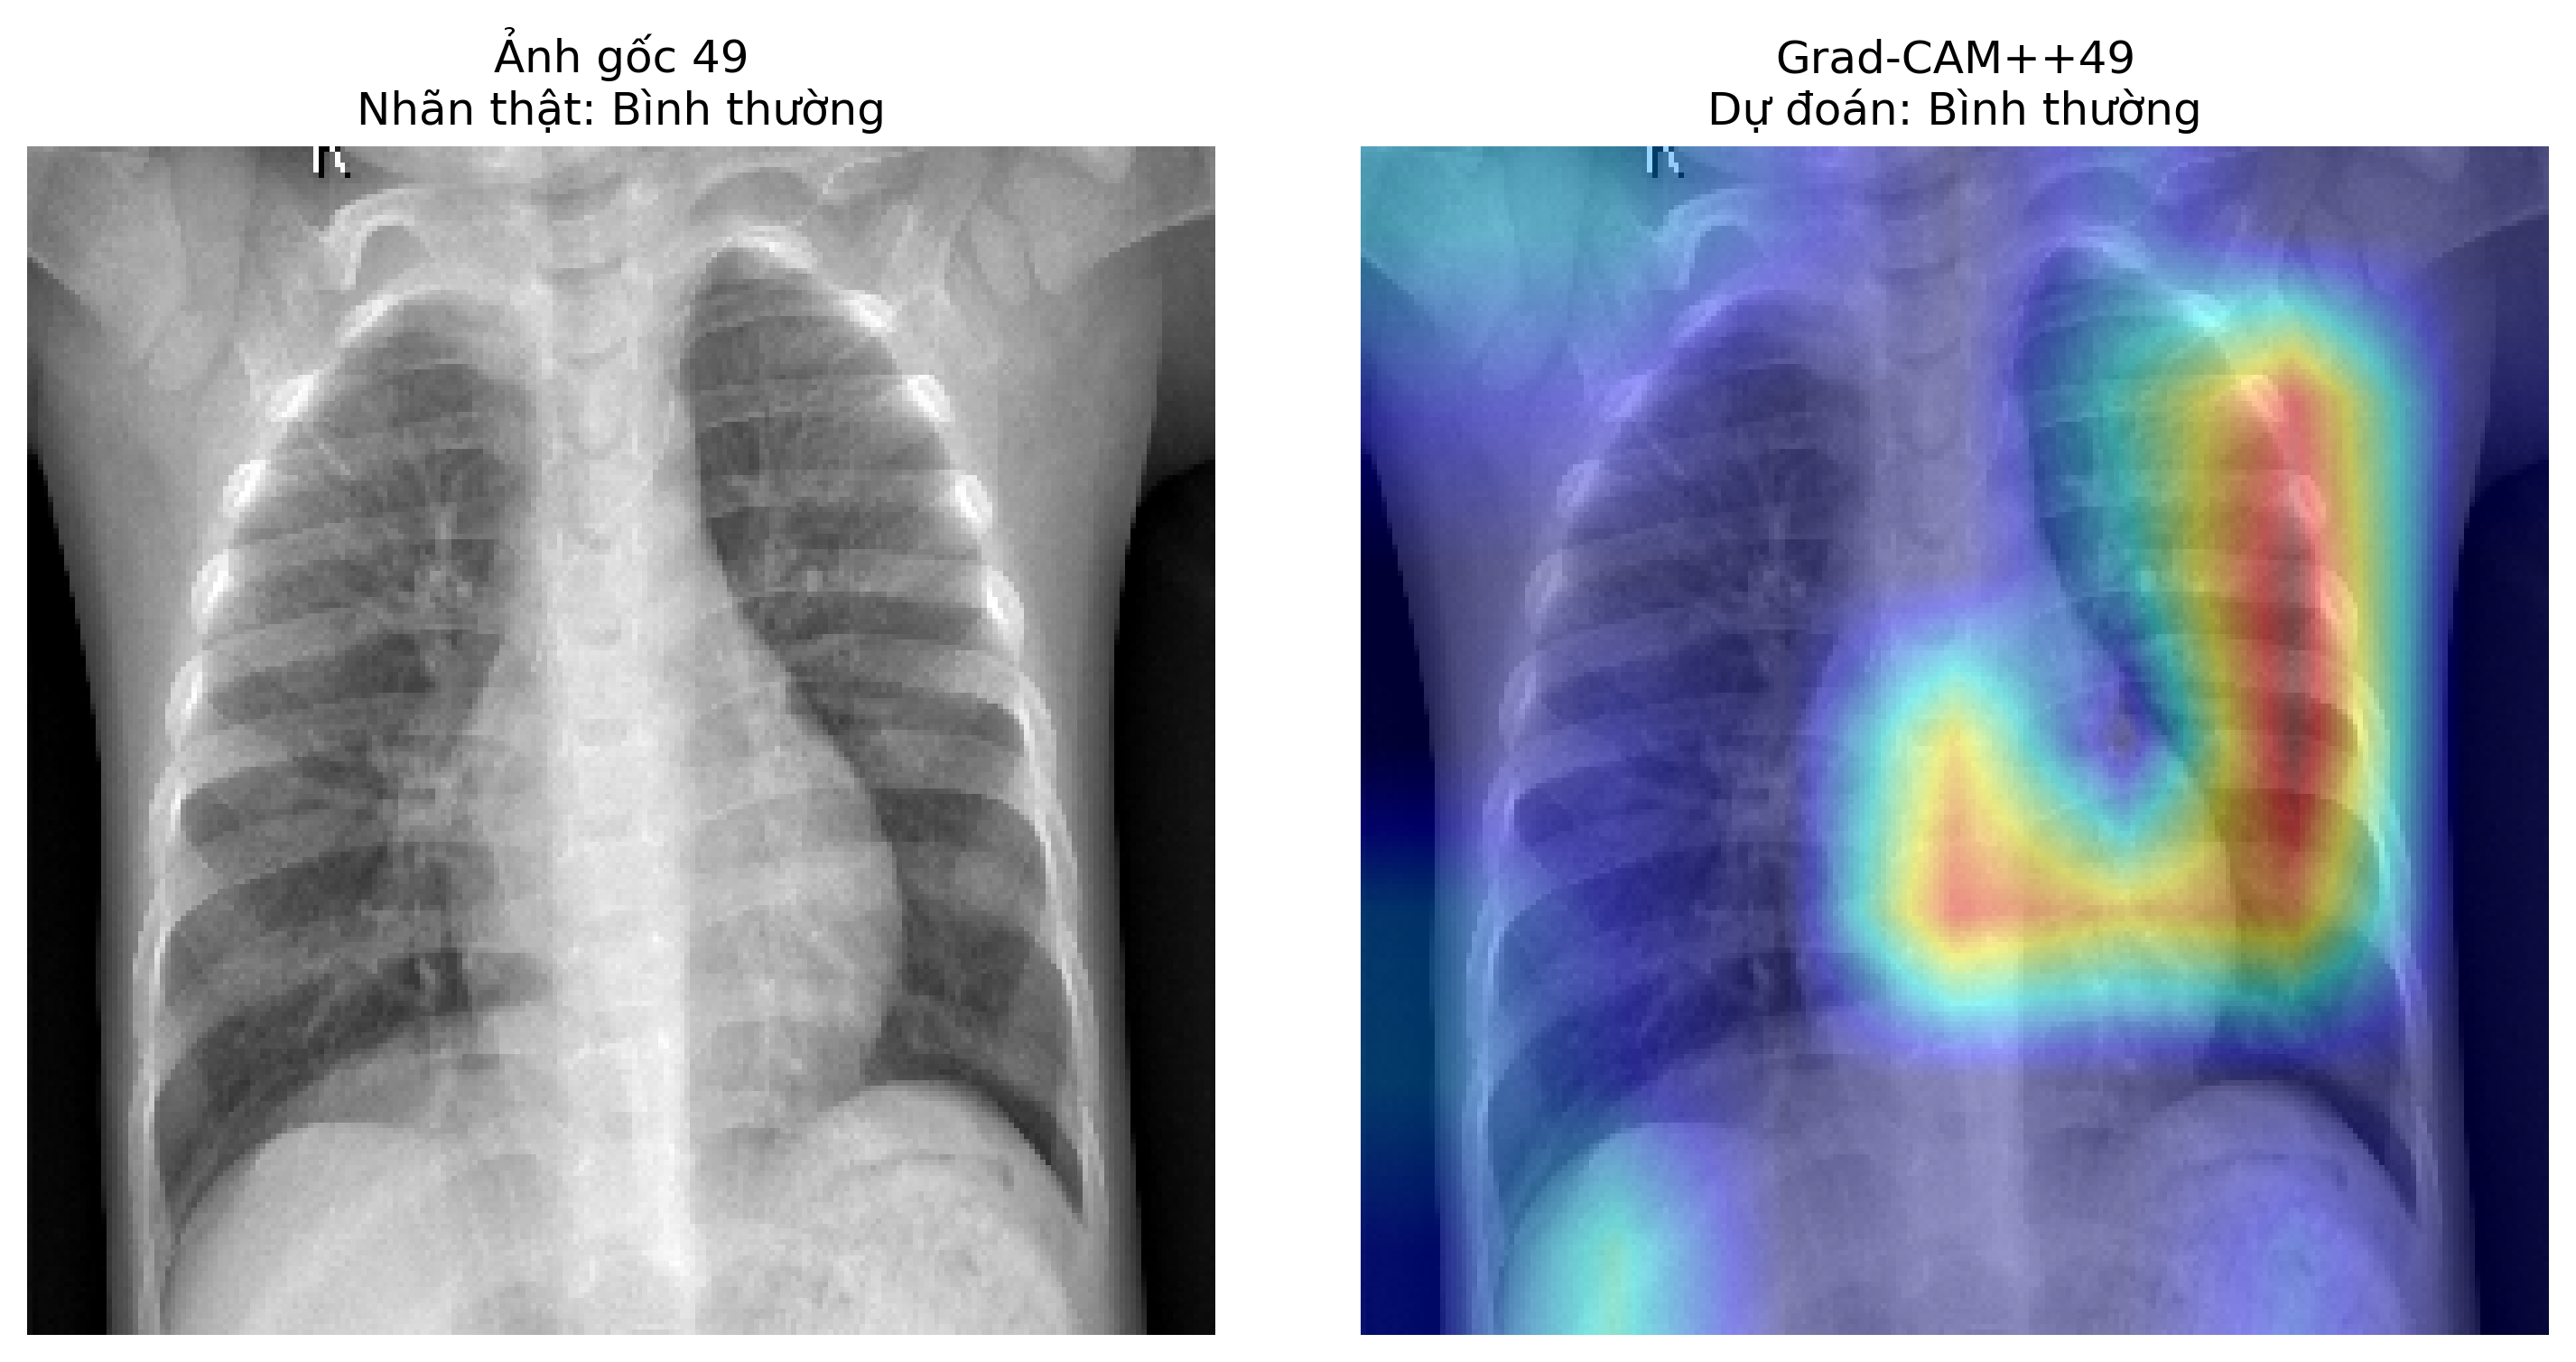 Ảnh gốc 49
Nhãn thật: Bình thường
Grad-CAM++49
Dự đoán: Bình thường
R